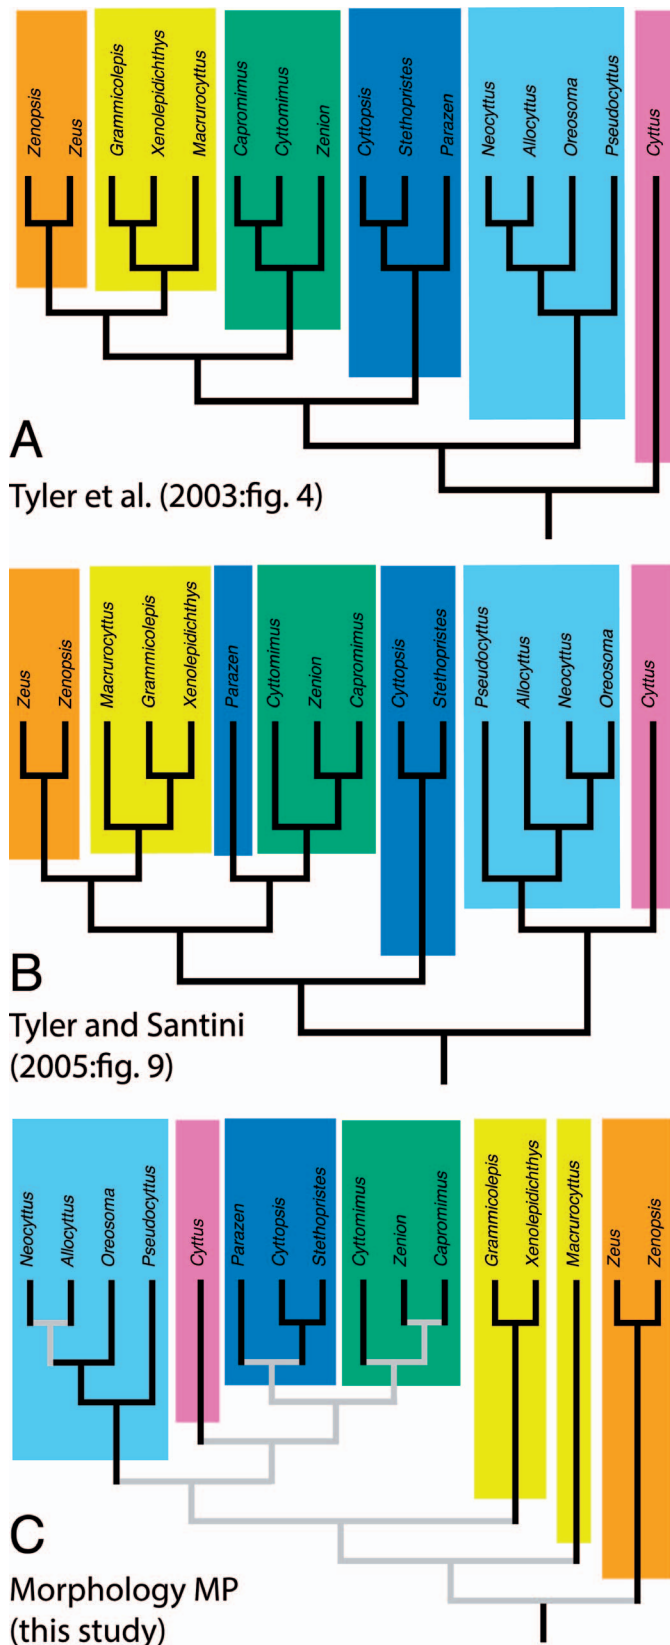 Zenopsis
Zeus
Grammicolepis
Xenolepidichthys
Macrurocyttus
Capromimus
Cyttomimus
Zenion
Cyttopsis
Stethopristes
Parazen
Neocyttus
Allocyttus
Oreosoma
Pseudocyttus
Cyttus
A
Tyler et al. (2003:fig. 4)
Zeus
Zenopsis
Macrurocyttus
Grammicolepis
Xenolepidichthys
Parazen
Cyttomimus
Zenion
Capromimus
Cyttopsis
Stethopristes
Pseudocyttus
Allocyttus
Neocyttus
Oreosoma
Cyttus
B
Tyler and Santini
(2005:fig. 9)
Neocyttus
Allocyttus
Oreosoma
Pseudocyttus
Cyttus
Parazen
Cyttopsis
Stethopristes
Cyttomimus
Zenion
Capromimus
Grammicolepis
Xenolepidichthys
Macrurocyttus
Zeus
Zenopsis
C
Morphology MP
(this study)